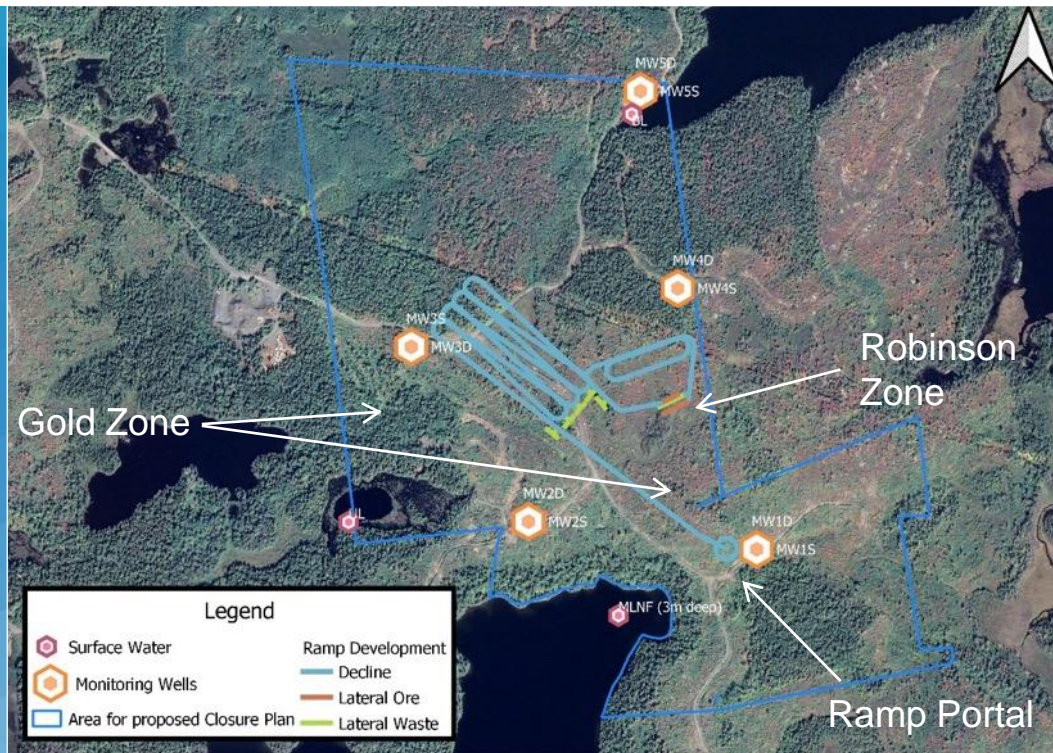 MW5D
MW5S
DL
MW4D
MW4S
MW3S
MW3D
Robinson
Zone
Gold Zone
MW2D
MW2S
UL
MW1D
MW1S
MLNF (3m deep)
Ramp Portal
Legend
Surface Water
Monitoring Wells
Area for proposed Closure Plan
Ramp Development
Decline
Lateral Ore
Lateral Waste